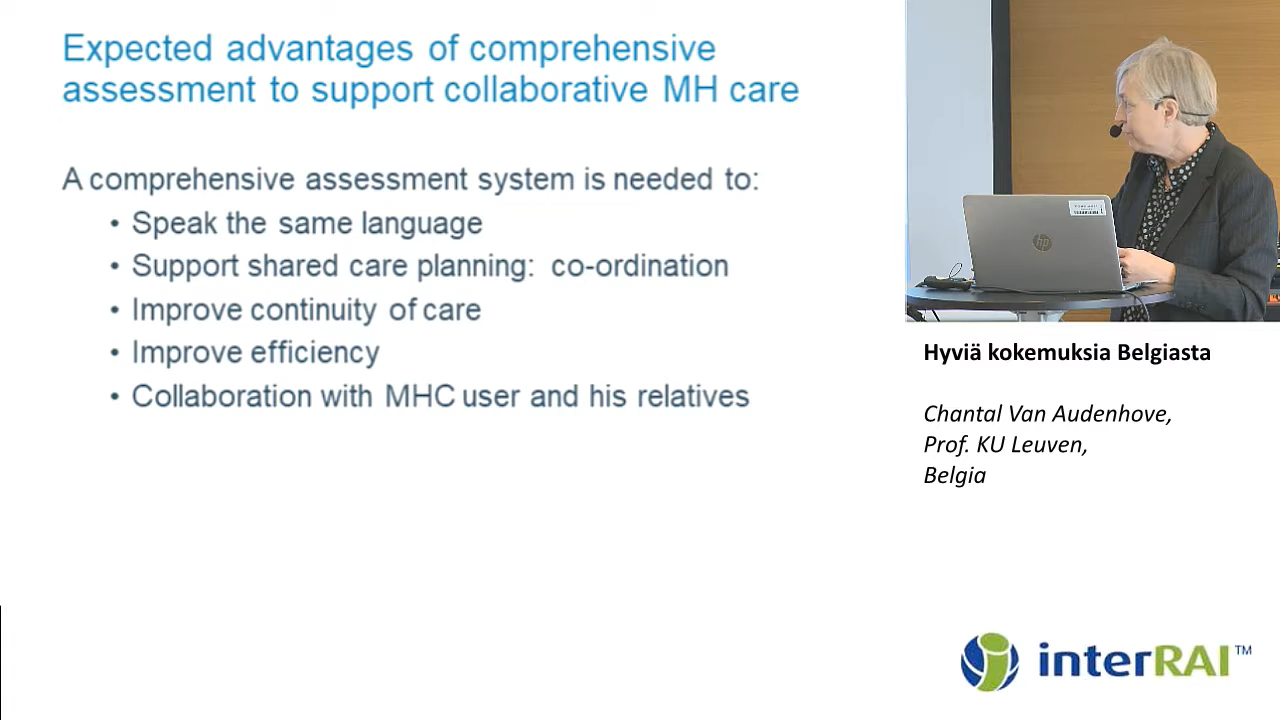 Expected advantages of comprehensive
assessment to support collaborative MH care
A comprehensive assessment system is needed to:
• Speak the same language
• Support shared care planning: co-ordination
• Improve continuity of care
• Improve efficiency
• Collaboration with MHC user and his relatives
hp
Hyviä kokemuksia Belgiasta
Chantal Van Audenhove,
Prof. KU Leuven,
Belgia
interRAI™